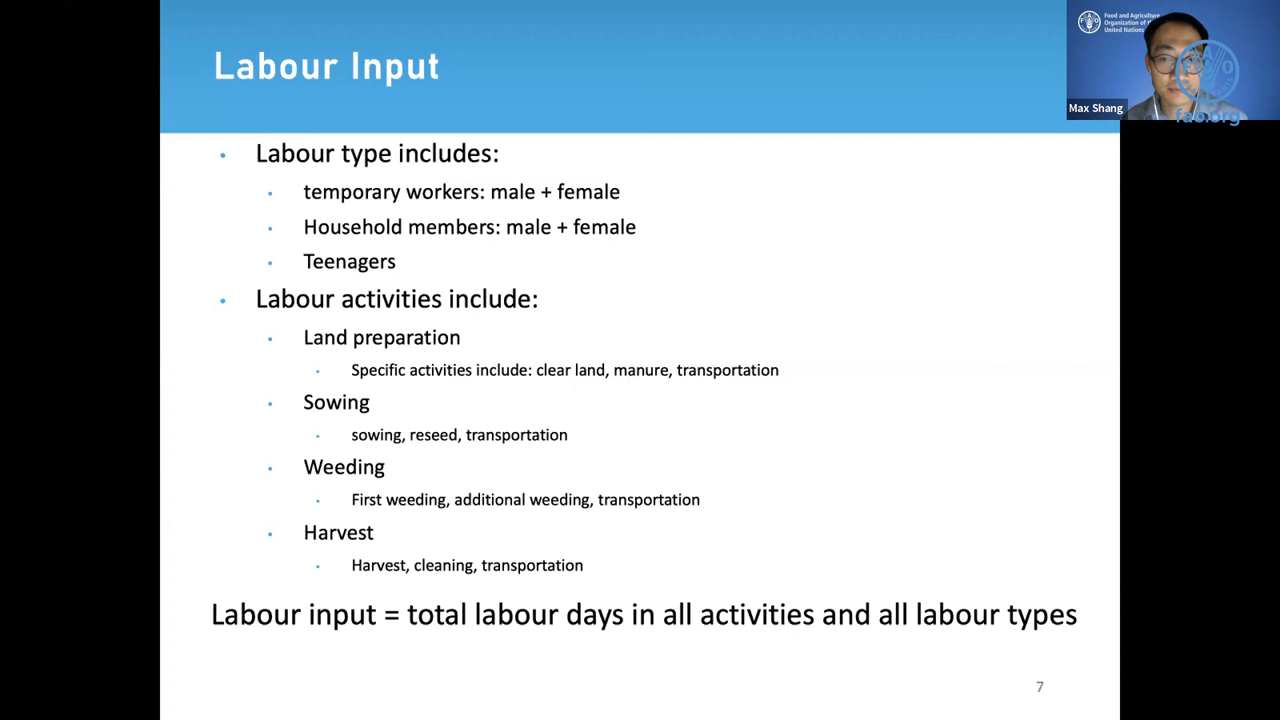 Labour Input
Food and Agriculture
Organization of the
United Nations
Max Shang
fao.org
Labour type includes:
temporary workers: male + female
Household members: male + female
Teenagers
Labour activities include:
Land preparation
Specific activities include: clear land, manure, transportation
Sowing
sowing, reseed, transportation
Weeding
First weeding, additional weeding, transportation
Harvest
Harvest, cleaning, transportation
Labour input = total labour days in all activities and all labour types
7